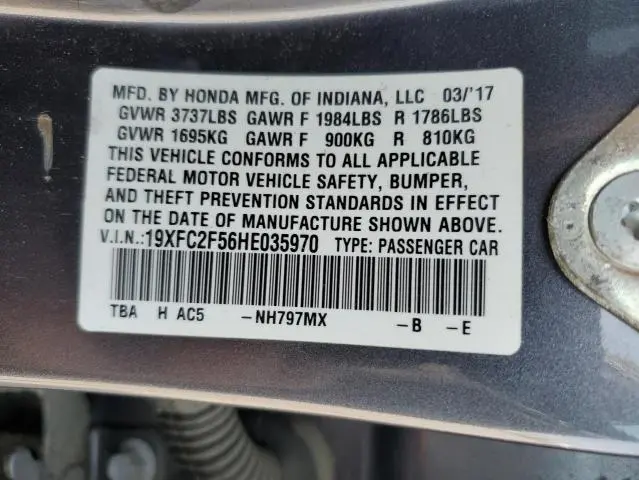 MFD. BY HONDA MFG. OF INDIANA, LLC 03/'17
GVWR 3737LBS GAWR F 1984LBS R 1786LBS
GVWR 1695KG GAWR F 900KG R 810KG
THIS VEHICLE CONFORMS TO ALL APPLICABLE
FEDERAL MOTOR VEHICLE SAFETY, BUMPER,
AND THEFT PREVENTION STANDARDS IN EFFECT
ON THE DATE OF MANUFACTURE SHOWN ABOVE.
V.I.N.:19XFC2F56HE035970 TYPE: PASSENGER CAR
TBA H AC5 -NH797MX -B -E